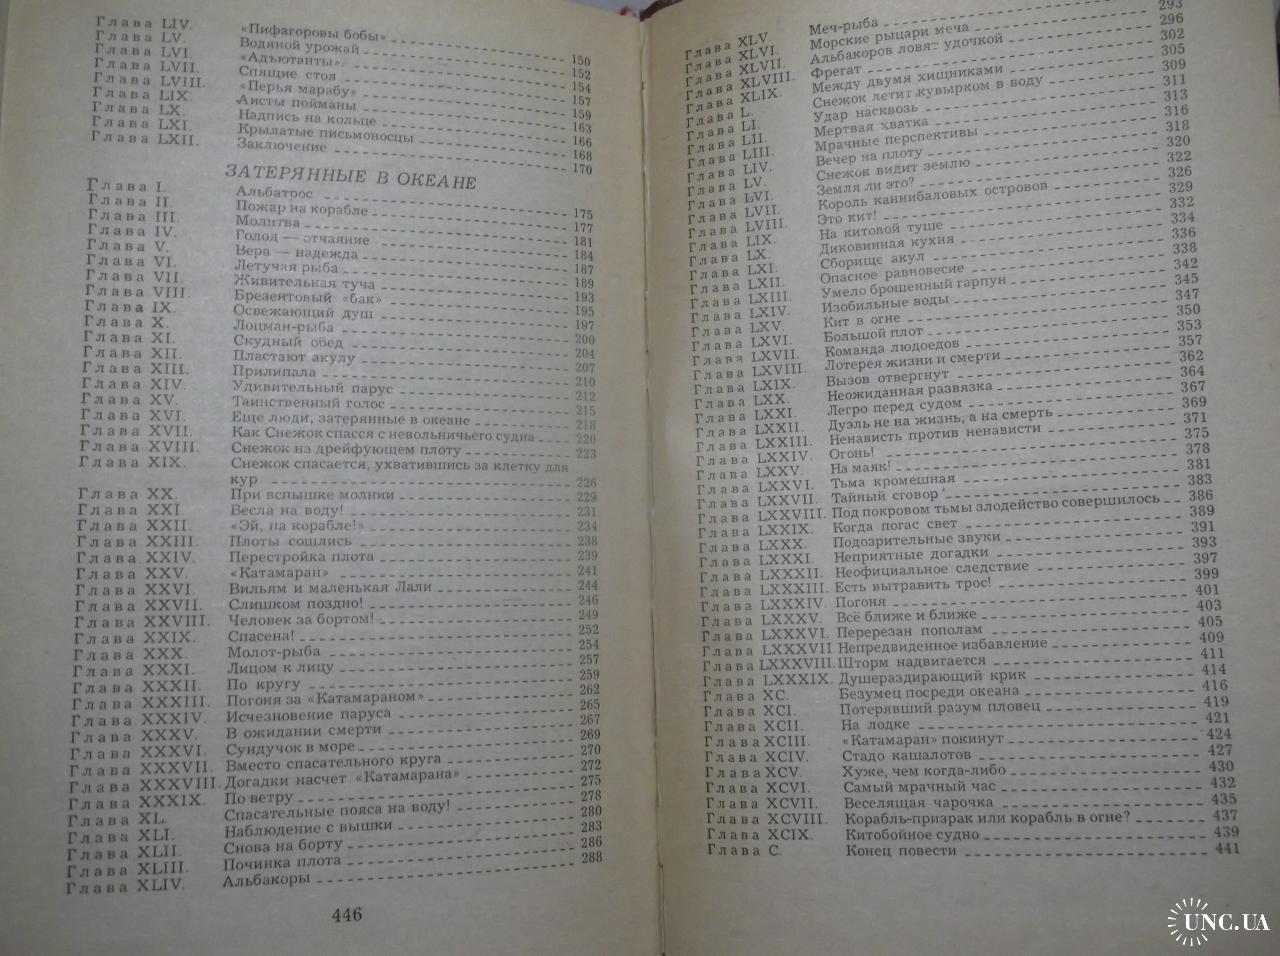 Глава LIV. «Пифагоровы бобы» 150
Глава LV. Водяной урожай 152
Глава LVI. «Адъютанты». 154
Глава LVII. Спящие стоя 157
Глава LVIII. «Перья марабу» 159
Глава LIX. Аисты пойманы 163
Глава LX. Надпись на кольце 166
Глава LXI. Крылатые письмоносцы 168
Глава LXII. Заключение 170
ЗАТЕРЯННЫЕ В ОКЕАНЕ
Глава I. Альбатрос 175
Глава II. Пожар на корабле 177
Глава III. Молитва 181
Глава IV. Голод — отчаяние 184
Глава V. Вера — надежда 187
Глава VI. Летучая рыба 189
Глава VII. Живительная туча 193
Глава VIII. Брезентовый «бак» 195
Глава IX. Освежающий душ 197
Глава X. Лоцман-рыба 200
Глава XI. Скудный обед 204
Глава XII. Пластают акулу 207
Глава XIII. Прилипала 210
Глава XIV. Удивительный парус 212
Глава XV. Таинственный голос 215
Глава XVI. Еще люди, затерянные в океане 218
Глава XVII. Как Снежок спасся с невольничьего судна 220
Глава XVIII. Снежок на дрейфующем плоту 223
Глава XIX. Снежок спасается, ухватившись за клетку для
кур 226
Глава XX. При вспышке молнии 229
Глава XXI. Весла на воду! 231
Глава XXII. «Эй, на корабле!» 234
Глава XXIII. Плоты сошлись 238
Глава XXIV. Перестройка плота 239
Глава XXV. «Катамаран» 241
Глава XXVI. Вильям и маленькая Лали 244
Глава XXVII. Слишком поздно! 246
Глава XXVIII. Человек за бортом! 249
Глава XXIX. Спасена! 252
Глава XXX. Молот-рыба 254
Глава XXXI. Лицом к лицу 257
Глава XXXII. По кругу 259
Глава XXXIII. Погоня за «Катамараном» 262
Глава XXXIV. Исчезновение паруса 265
Глава XXXV. В ожидании смерти 267
Глава XXXVI. Сундучок в море 269
Глава XXXVII. Вместо спасательного круга 270
Глава XXXVIII. Догадки насчет «Катамарана» 272
Глава XXXIX. По ветру 275
Глава XL. Спасательные пояса на воду! 278
Глава XLI. Наблюдение с вышки 280
Глава XLII. Снова на борту 283
Глава XLIII. Починка плота 286
Глава XLIV. Альбакоры 288
446
Глава XLV. Меч-рыба
Глава XLVI. Морские рыцари меча 293
Глава XLVII. Альбакоров ловят удочкой 296
Глава XLVIII. Фрегат 302
Глава XLIX. Между двумя хищниками 305
Глава L. Снежок летит кувырком в воду 309
Глава LI. Удар насквозь 311
Глава LII. Мертвая хватка 313
Глава LIII. Мрачные перспективы 316
Глава LIV. Вечер на плоту 318
Глава LV. Снежок видит землю 320
Глава LVI. Земля ли это? 322
Глава LVII. Король каннибаловых островов 326
Глава LVIII. Это кит! 329
Глава LIX. На китовой туше 332
Глава LX. Диковинная кухня 334
Глава LXI. Сборище акул 336
Глава LXII. Опасное равновесие 338
Глава LXIII. Умело брошенный гарпун 342
Глава LXIV. Изобильные воды 345
Глава LXV. Кит в огне 347
Глава LXVI. Большой плот 350
Глава LXVII. Команда людоедов 353
Глава LXVIII. Лотерея жизни и смерти 357
Глава LXIX. Вызов отвергнут 362
Глава LXX. Неожиданная развязка 364
Глава LXXI. Легро перед судом 367
Глава LXXII. Дуэль не на жизнь, а на смерть 369
Глава LXXIII. Ненависть против ненависти 371
Глава LXXIV. Огонь! 375
Глава LXXV. На маяк! 378
Глава LXXVI. Тьма кромешная 381
Глава LXXVII. Тайный сговор 383
Глава LXXVIII. Под покровом тьмы злодейство совершилось 386
Глава LXXIX. Когда погас свет 389
Глава LXXX. Подозрительные звуки 391
Глава LXXXI. Неприятные догадки 393
Глава LXXXII. Неофициальное следствие 397
Глава LXXXIII. Есть вытравить трос! 399
Глава LXXXIV. Погоня 401
Глава LXXXV. Всё ближе и ближе 403
Глава LXXXVI. Перерезан пополам 405
Глава LXXXVII. Непредвиденное избавление 409
Глава LXXXVIII. Шторм надвигается 411
Глава LXXXIX. Душераздирающий крик 414
Глава XC. Безумец посреди океана 416
Глава XCI. Потерявший разум пловец 419
Глава XCII. На лодке 421
Глава XCIII. «Катамаран» покинут 424
Глава XCIV. Стадо кашалотов 427
Глава XCV. Хуже, чем когда-либо 430
Глава XCVI. Самый мрачный час 432
Глава XCVII. Веселящая чарочка 435
Глава XCVIII. Корабль-призрак или корабль в огне? 437
Глава XCIX. Китобойное судно 439
Глава C. Конец повести 441
UNC.UA